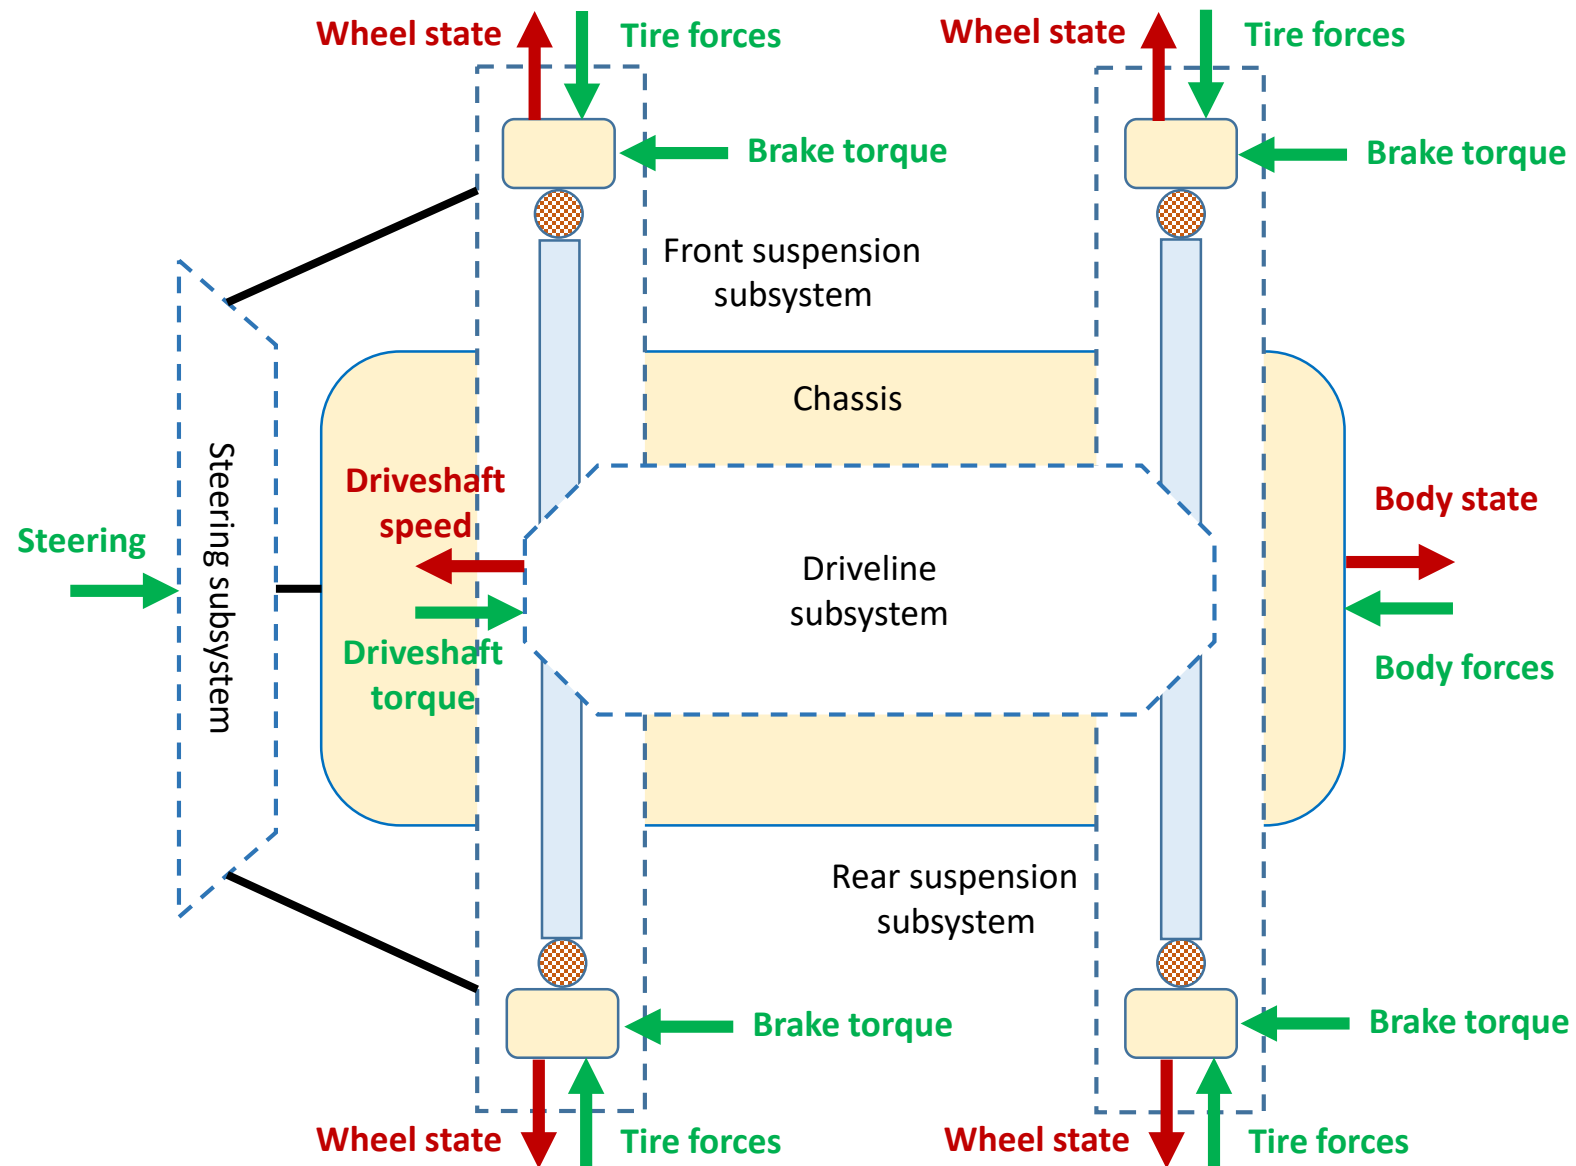 Wheel state
Tire forces
Wheel state
Tire forces
Brake torque
Brake torque
Front suspension
subsystem
Chassis
Steering subsystem
Driveshaft
speed
Body state
Steering
Driveline
subsystem
Driveshaft
torque
Body forces
Rear suspension
subsystem
Brake torque
Brake torque
Wheel state
Tire forces
Wheel state
Tire forces